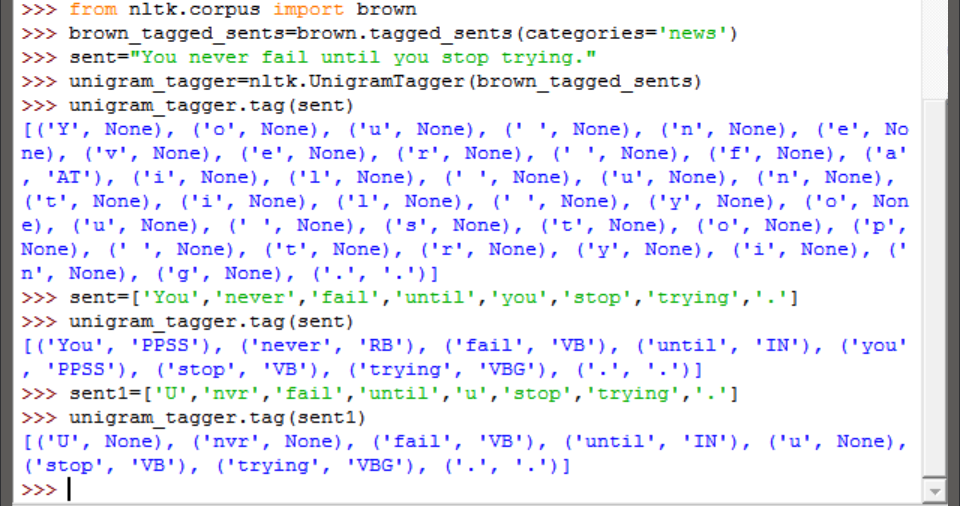 >>> from nltk.corpus import brown
>>> brown_tagged_sents=brown.tagged_sents(categories='news')
>>> sent="You never fail until you stop trying."
>>> unigram_tagger=nltk.UnigramTagger(brown_tagged_sents)
>>> unigram_tagger.tag(sent)
[('Y', None), ('o', None), ('u', None), (' ', None), ('n', None), ('e', No
ne), ('v', None), ('e', None), ('r', None), (' ', None), ('f', None), ('a'
, 'AT'), ('i', None), ('l', None), (' ', None), ('u', None), ('n', None),
('t', None), ('i', None), ('l', None), (' ', None), ('y', None), ('o', Non
e), ('u', None), (' ', None), ('s', None), ('t', None), ('o', None), ('p',
None), (' ', None), ('t', None), ('r', None), ('y', None), ('i', None), ('
n', None), ('g', None), ('.', '.')]
>>> sent=['You','never','fail','until','you','stop','trying','.']
>>> unigram_tagger.tag(sent)
[('You', 'PPSS'), ('never', 'RB'), ('fail', 'VB'), ('until', 'IN'), ('you'
, 'PPSS'), ('stop', 'VB'), ('trying', 'VBG'), ('.', '.')]
>>> sent1=['U','nvr','fail','until','u','stop','trying','.']
>>> unigram_tagger.tag(sent1)
[('U', None), ('nvr', None), ('fail', 'VB'), ('until', 'IN'), ('u', None),
('stop', 'VB'), ('trying', 'VBG'), ('.', '.')]
>>>